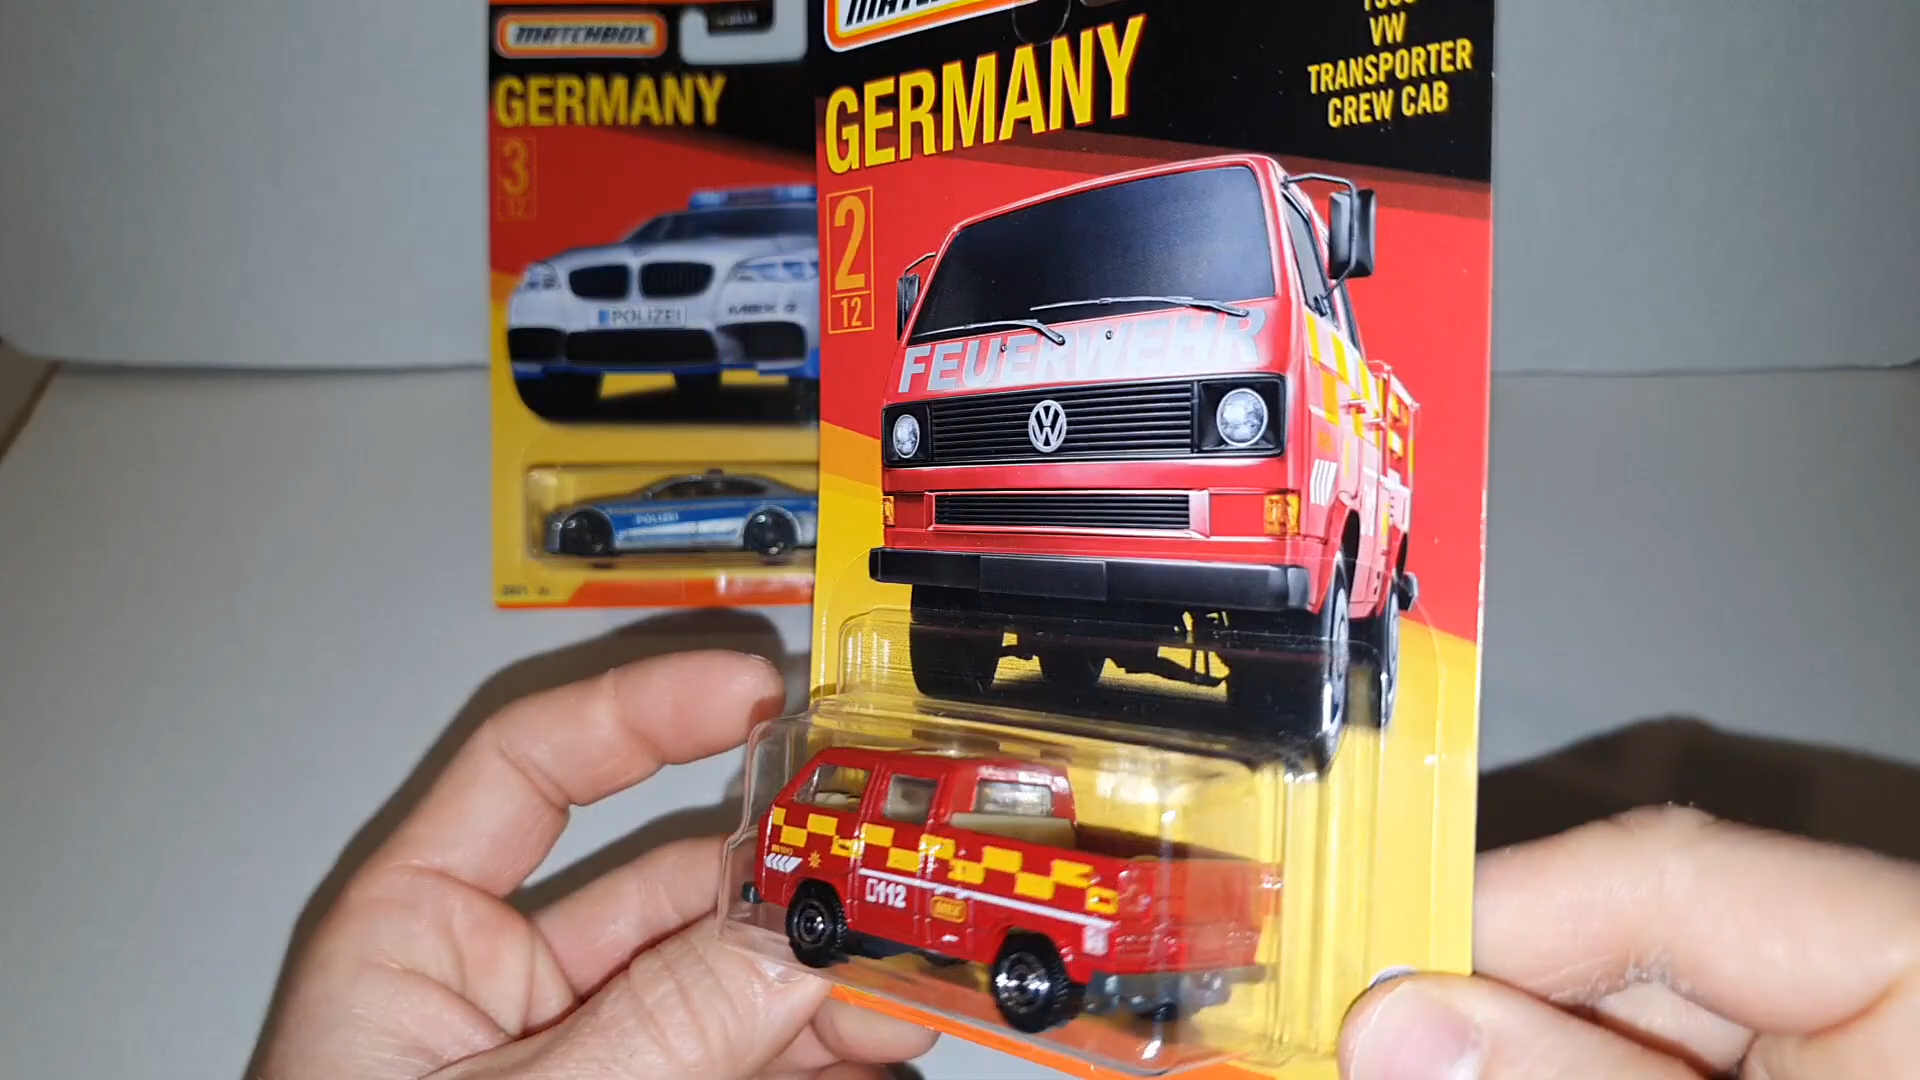 MATCHBOX
GERMANY
3
12
POLIZEI
POLIZEI
GERMANY
VW
TRANSPORTER
CREW CAB
2
12
FEUERWEHR
112